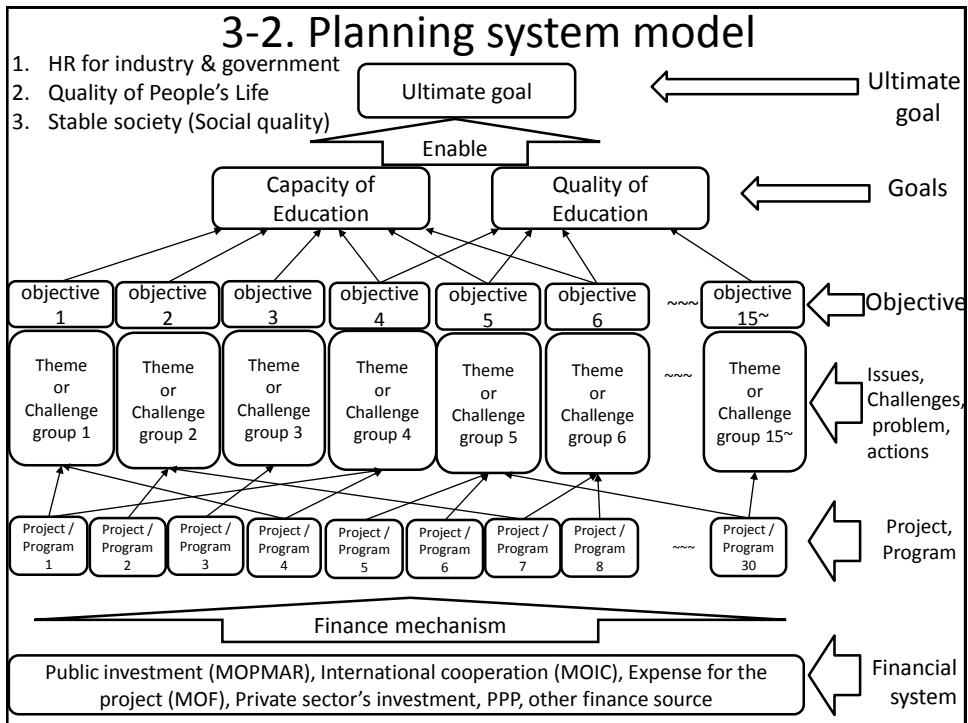 3-2. Planning system model
1. HR for industry & government
2. Quality of People's Life
3. Stable society (Social quality)
Ultimate goal
Ultimate
goal
Enable
Capacity of
Education
Quality of
Education
Goals
objective
1
objective
2
objective
3
objective
4
objective
5
objective
6
~~~
objective
15~
Objective
Theme
or
Challenge
group 1
Theme
or
Challenge
group 2
Theme
or
Challenge
group 3
Theme
or
Challenge
group 4
Theme
or
Challenge
group 5
Theme
or
Challenge
group 6
~~~
Theme
or
Challenge
group 15~
Issues,
Challenges,
problem,
actions
Project /
Program
1
Project /
Program
2
Project /
Program
3
Project /
Program
4
Project /
Program
5
Project /
Program
6
Project /
Program
7
Project /
Program
8
~~~
Project /
Program
30
Project,
Program
Finance mechanism
Public investment (MOPMAR), International cooperation (MOIC), Expense for the
project (MOF), Private sector's investment, PPP, other finance source
Financial
system